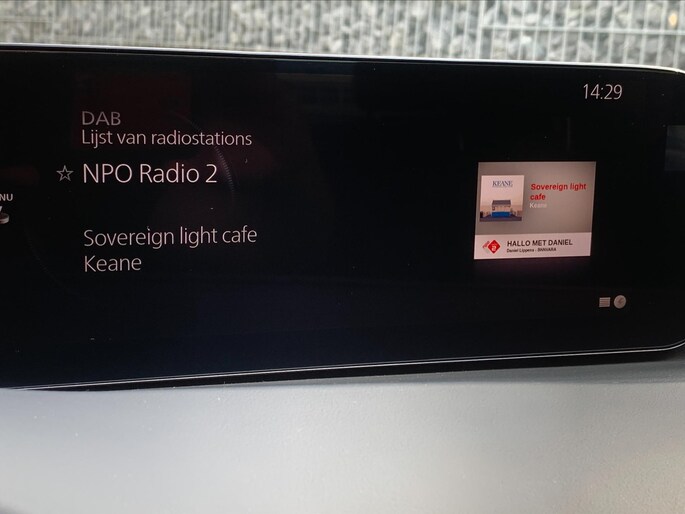 14:29
DAB
Lijst van radiostations
NPO Radio 2
NU
Sovereign light cafe
Keane
KEANE
Sovereign light
cafe
Keane
HALLO MET DANIEL